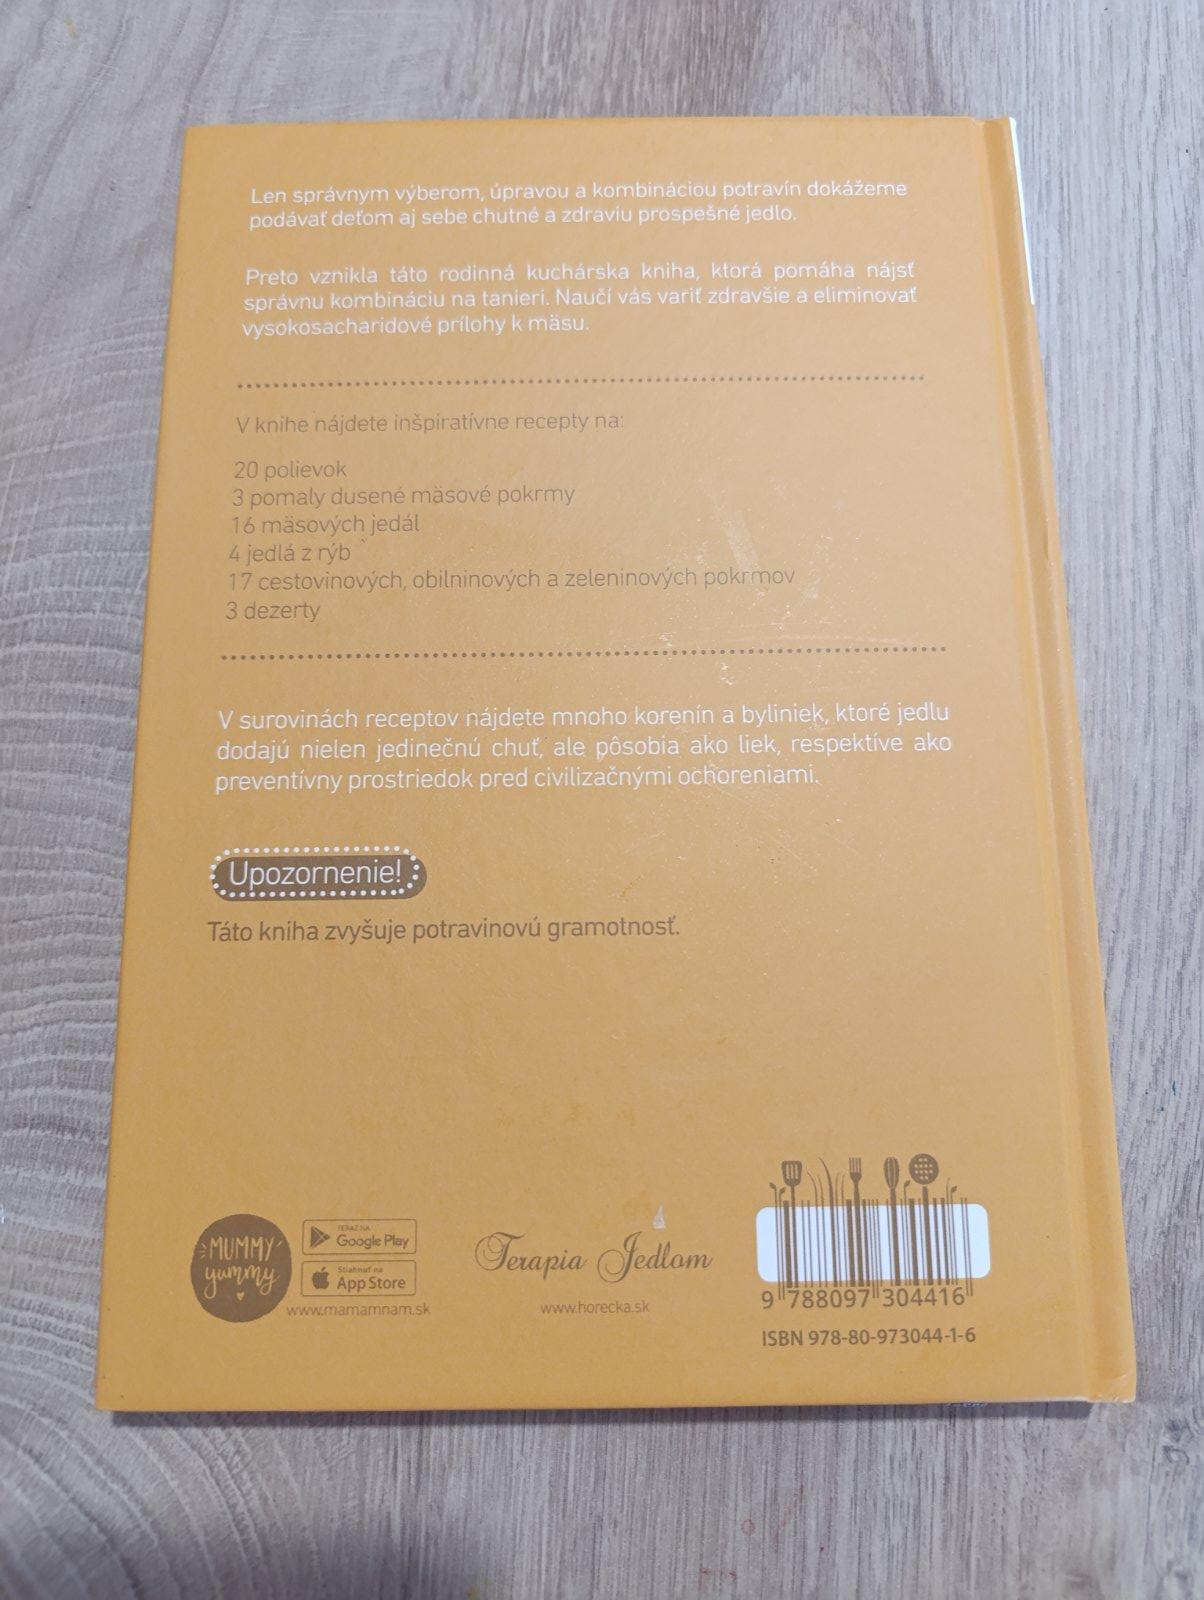 Len správnym výberom, úpravou a kombináciou potravín dokážeme
podávať deťom aj sebe chutné a zdraviu prospešné jedlo.
Preto vznikla táto rodinná kuchárska kniha, ktorá pomáha nájsť
správnu kombináciu na tanieri. Naučí vás variť zdravšie a eliminovať
vysokosacharidové prílohy k mäsu.
V knihe nájdete inšpiratívne recepty na:
20 polievok
3 pomaly dusené mäsové pokrmy
16 mäsových jedál
4 jedlá z rýb
17 cestovinových, obilninových a zeleninových pokrmov
3 dezerty
V surovinách receptov nájdete mnoho korenín a byliniek, ktoré jedlu
dodajú nielen jedinečnú chuť, ale pôsobia ako liek, respektíve ako
preventívny prostriedok pred civilizačnými ochoreniami.
Upozornenie!
Táto kniha zvyšuje potravinovú gramotnosť.
MUMMY
yummy
TERAZ NA
Google Play
Stiahnuť na
App Store
www.mamamnam.sk
Terapia Jedlom
www.horecka.sk
9 788097 304416
ISBN 978-80-973044-1-6